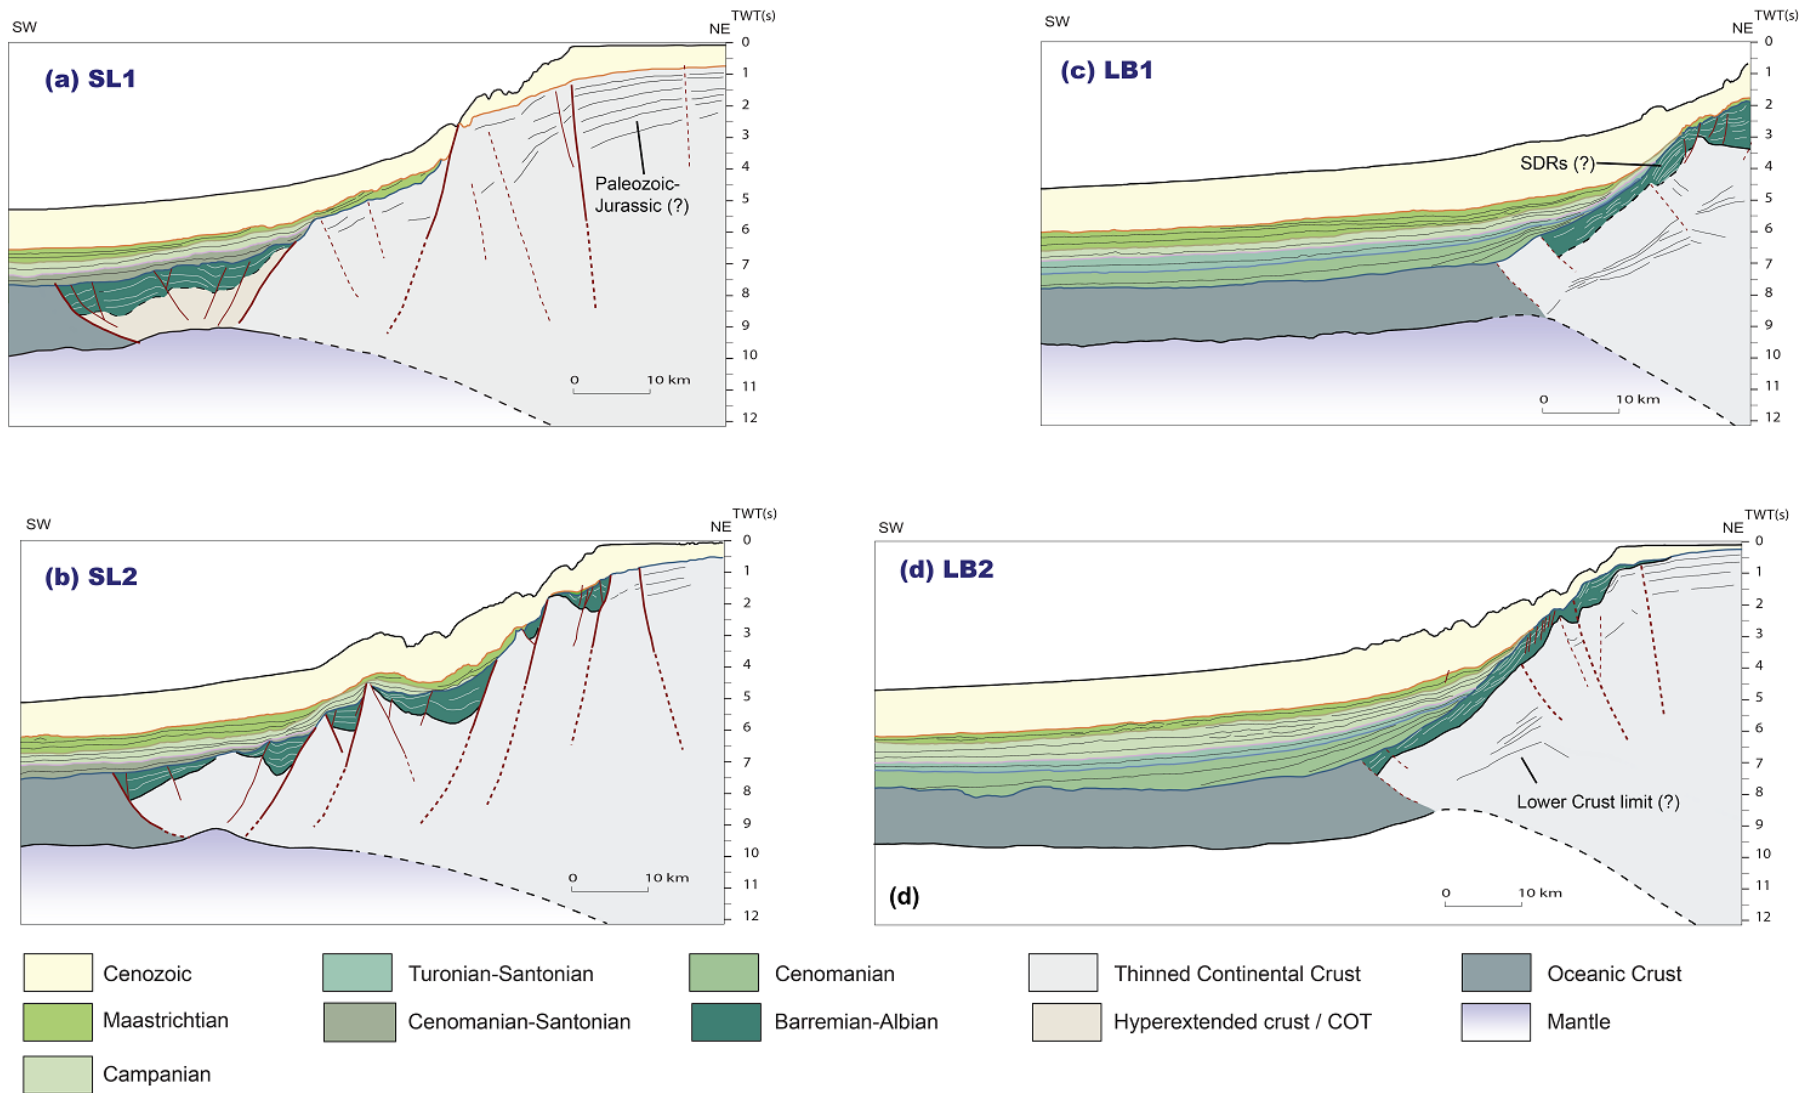 SW
NE
TWT(s)
(a) SL1
0
1
2
3
4
5
6
7
8
9
10
11
12
Paleozoic-
Jurassic (?)
0 10 km
SW
NE
TWT(s)
(c) LB1
0
1
2
3
4
5
6
7
8
9
10
11
12
SDRs (?)
0 10 km
SW
NE
TWT(s)
(b) SL2
0
1
2
3
4
5
6
7
8
9
10
11
12
0 10 km
SW
NE
TWT(s)
(d) LB2
0
1
2
3
4
5
6
7
8
9
10
11
12
Lower Crust limit (?)
(d)
0 10 km
Cenozoic
Turonian-Santonian
Cenomanian
Thinned Continental Crust
Oceanic Crust
Maastrichtian
Cenomanian-Santonian
Barremian-Albian
Hyperextended crust / COT
Mantle
Campanian